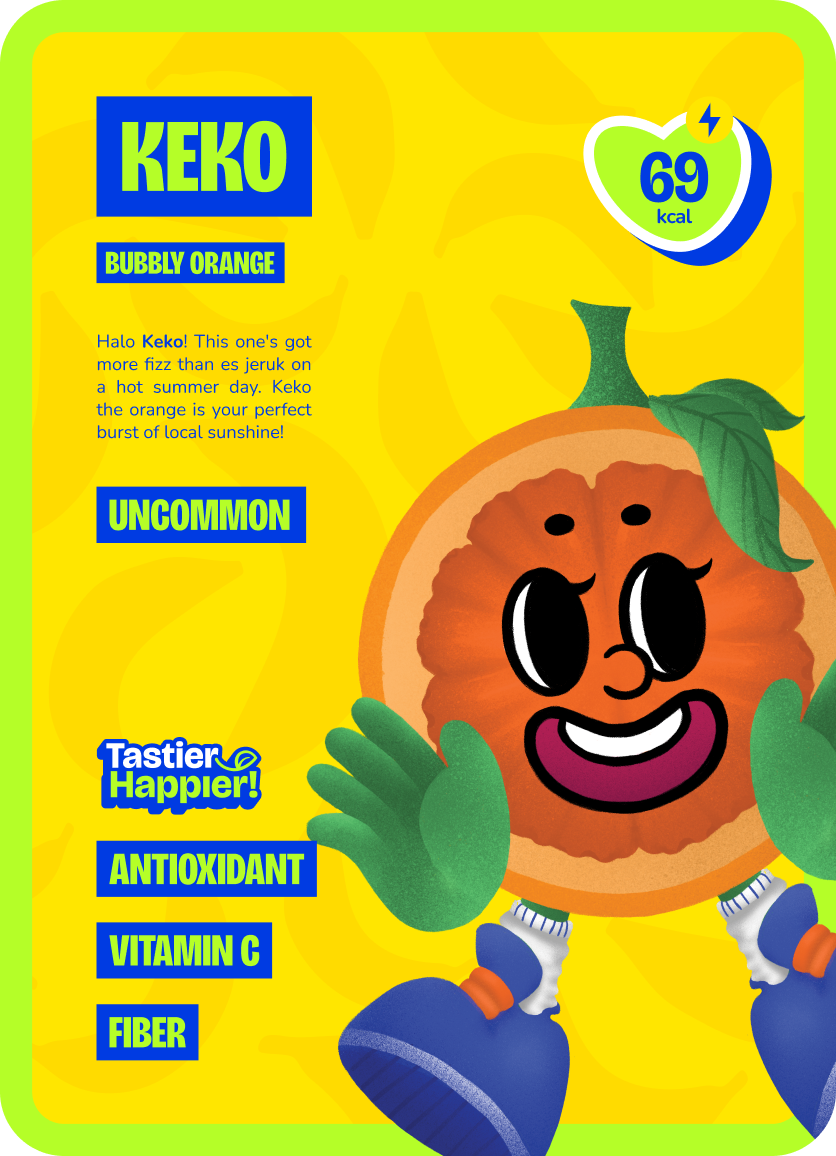 KEKO
69
kcal
BUBBLY ORANGE
Halo Keko! This one's got
more fizz than es jeruk on
a hot summer day. Keko
the orange is your perfect
burst of local sunshine!
UNCOMMON
Tastier
Happier!
ANTIOXIDANT
VITAMIN C
FIBER